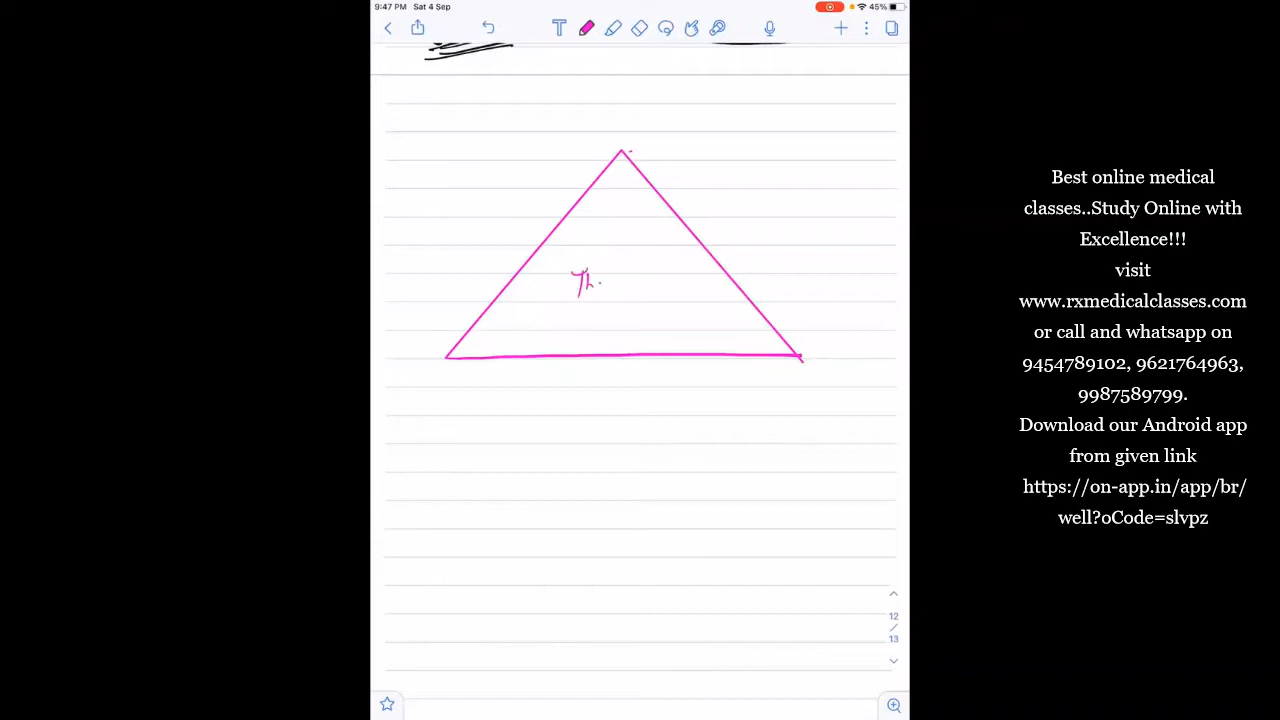 9:47 PM Sat 4 Sep
45%
T
Th
12
/
13
Best online medical
classes..Study Online with
Excellence!!!
visit
www.rxmedicalclasses.com
or call and whatsapp on
9454789102, 9621764963,
9987589799.
Download our Android app
from given link
https://on-app.in/app/br/
well?oCode=slvpz